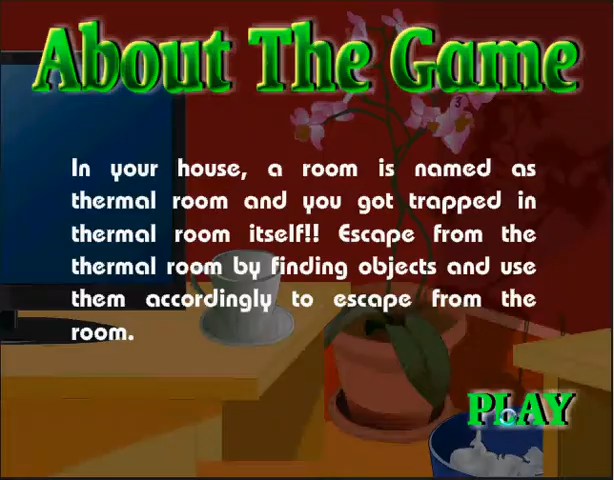 About The Game
In your house, a room is named as
thermal room and you got trapped in
thermal room itself!! Escape from the
thermal room by finding objects and use
them accordingly to escape from the
room.
3
PLAY